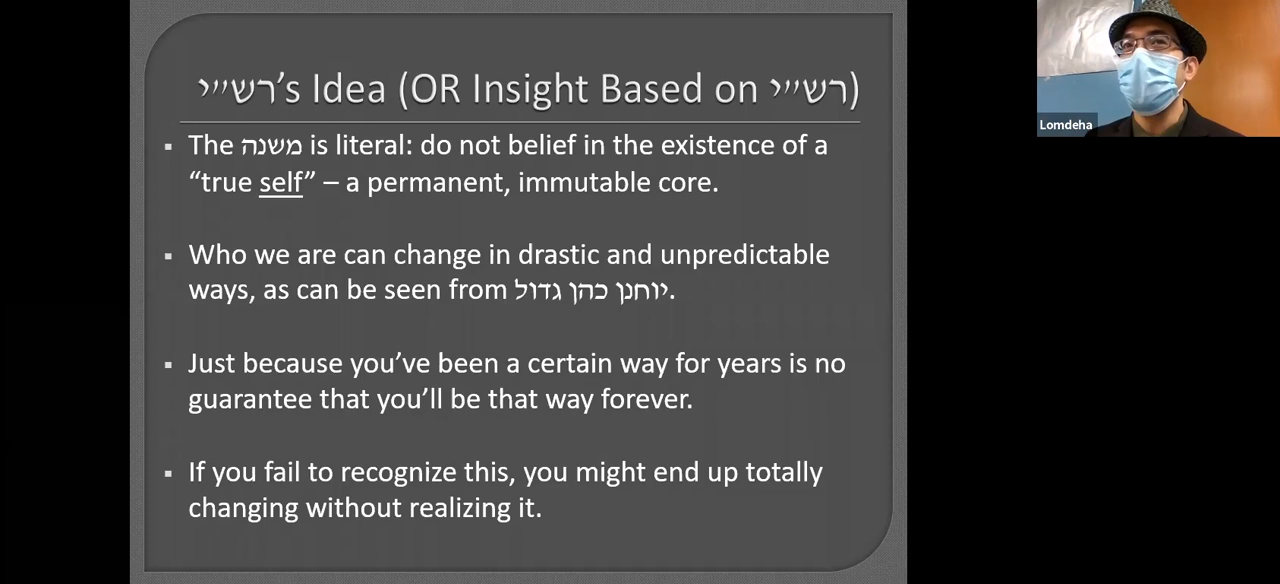 רש״י’s Idea (OR Insight Based on רש״י)
▪ The משנה is literal: do not belief in the existence of a
“true self” – a permanent, immutable core.
▪ Who we are can change in drastic and unpredictable
ways, as can be seen from יוחנן כהן גדול.
▪ Just because you’ve been a certain way for years is no
guarantee that you’ll be that way forever.
▪ If you fail to recognize this, you might end up totally
changing without realizing it.
Lomdeha